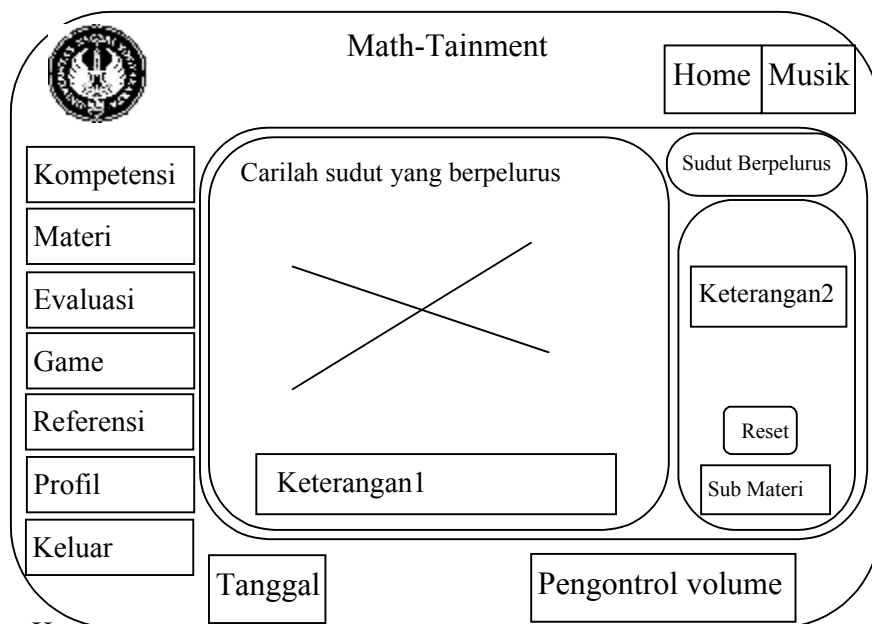 Math-Tainment
Home
Musik
Kompetensi
Materi
Evaluasi
Game
Referensi
Profil
Keluar
Carilah sudut yang berpelurus
Keterangan1
Sudut Berpelurus
Keterangan2
Reset
Sub Materi
Tanggal
Pengontrol volume